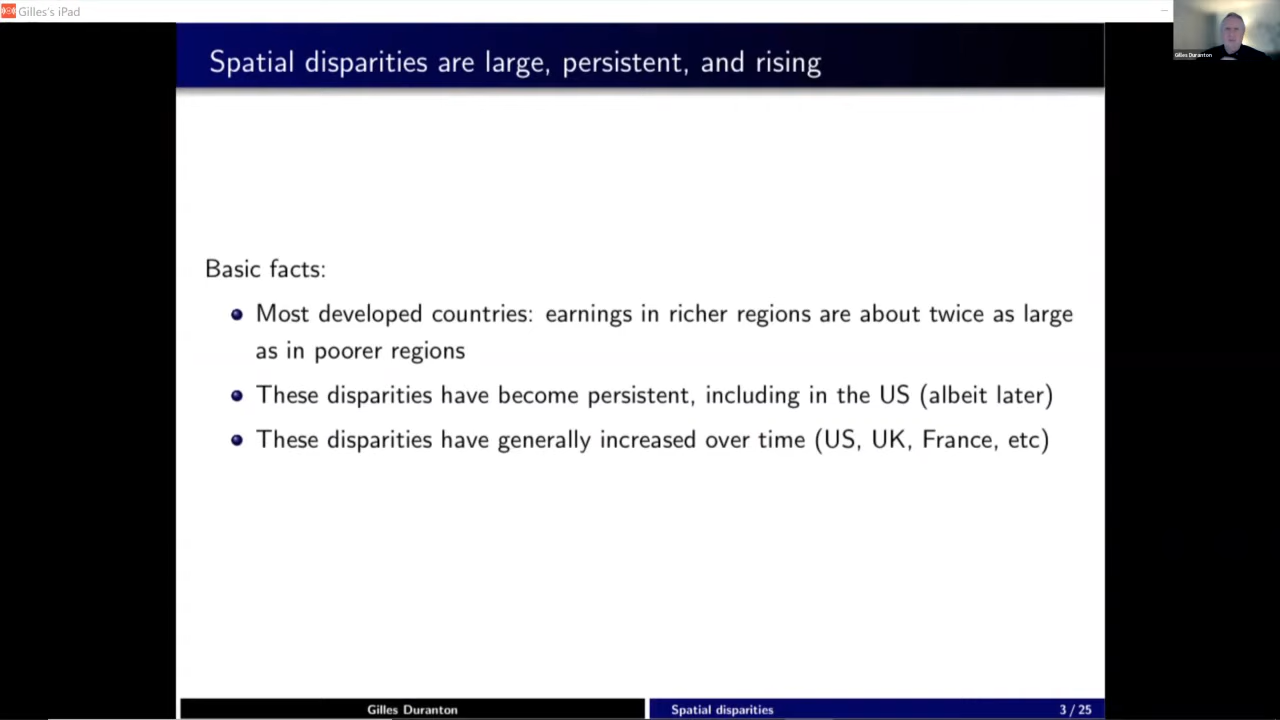 Gilles's iPad
Gilles Duranton
Spatial disparities are large, persistent, and rising
Basic facts:
Most developed countries: earnings in richer regions are about twice as large
as in poorer regions
These disparities have become persistent, including in the US (albeit later)
These disparities have generally increased over time (US, UK, France, etc)
Gilles Duranton
Spatial disparities
3 / 25